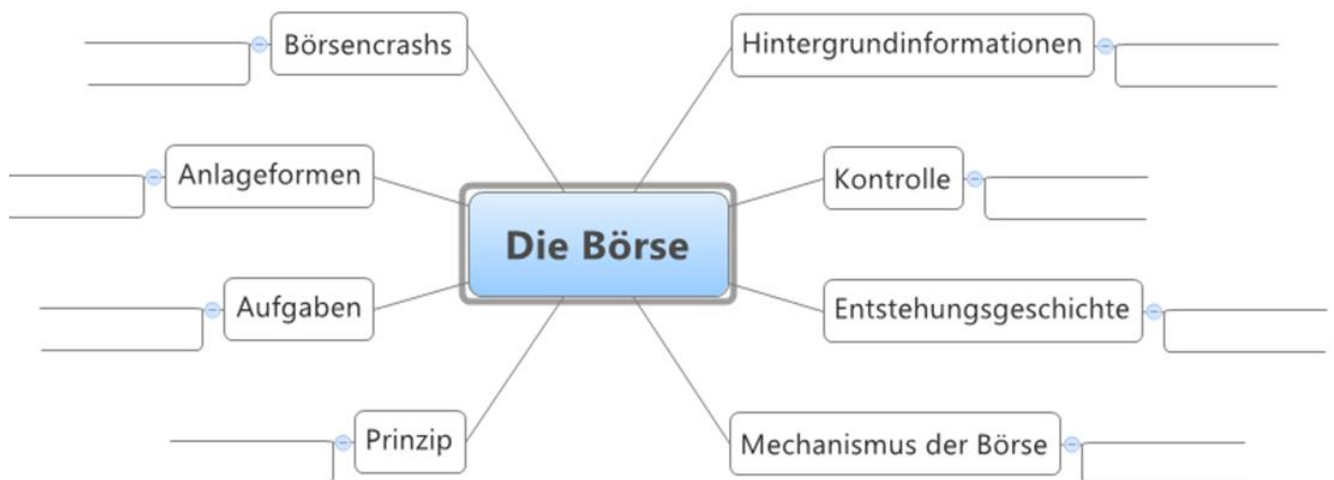 Börsencrashs
Hintergrundinformationen
Anlageformen
Kontrolle
Die Börse
Aufgaben
Entstehungsgeschichte
Prinzip
Mechanismus der Börse